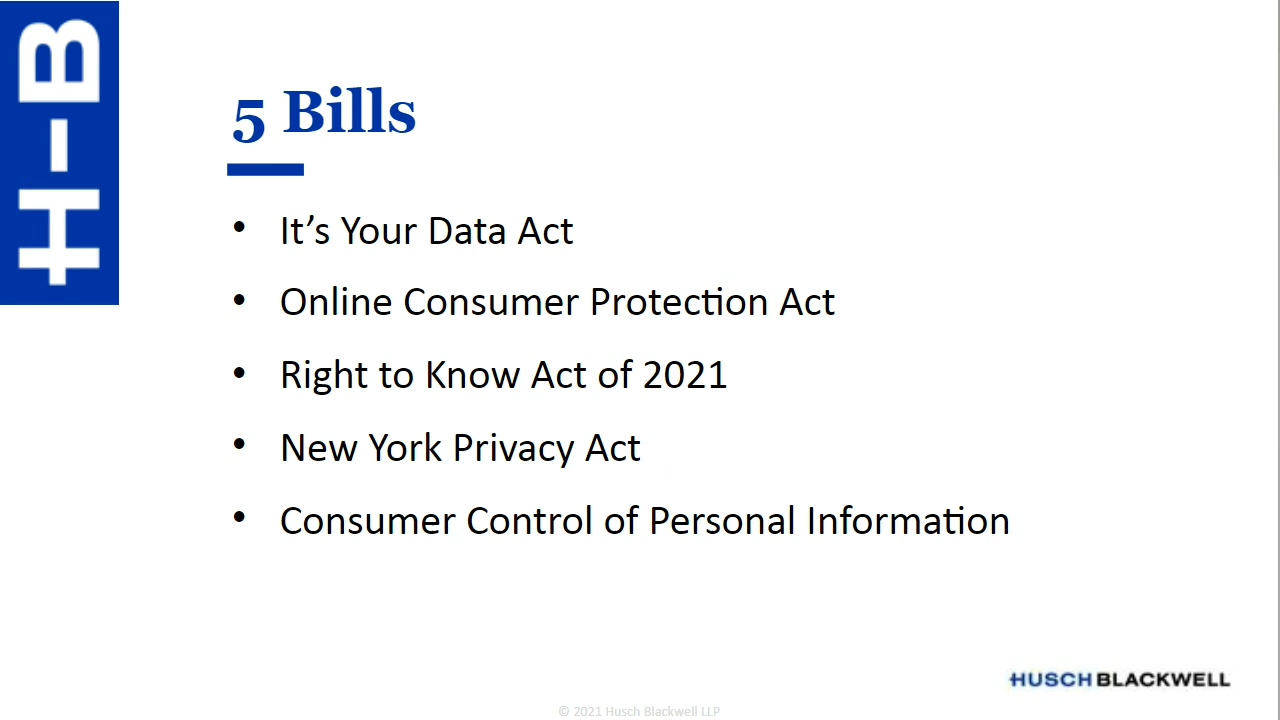 H-B
5 Bills
• It’s Your Data Act
• Online Consumer Protection Act
• Right to Know Act of 2021
• New York Privacy Act
• Consumer Control of Personal Information
HUSCH BLACKWELL
© 2021 Husch Blackwell LLP